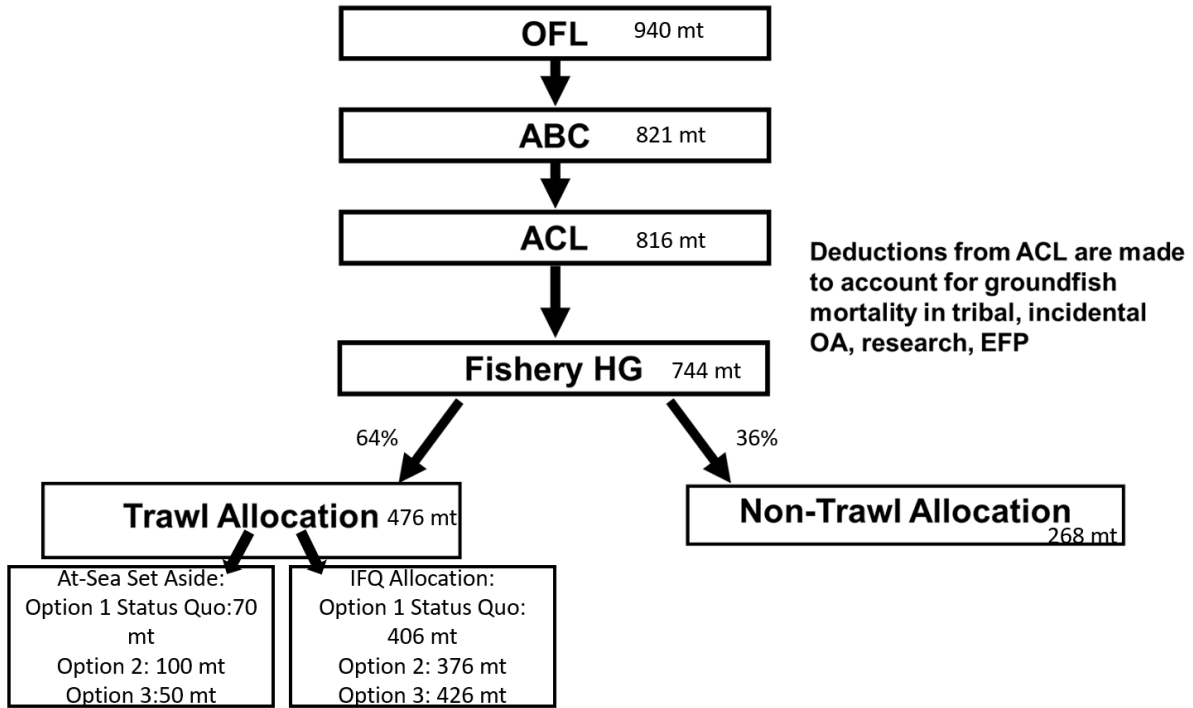 OFL 940 mt
ABC 821 mt
ACL 816 mt
Deductions from ACL are made
to account for groundfish
mortality in tribal, incidental
OA, research, EFP
Fishery HG 744 mt
64%
36%
Trawl Allocation 476 mt
Non-Trawl Allocation
268 mt
At-Sea Set Aside:
Option 1 Status Quo:70
mt
Option 2: 100 mt
Option 3:50 mt
IFQ Allocation:
Option 1 Status Quo:
406 mt
Option 2: 376 mt
Option 3: 426 mt